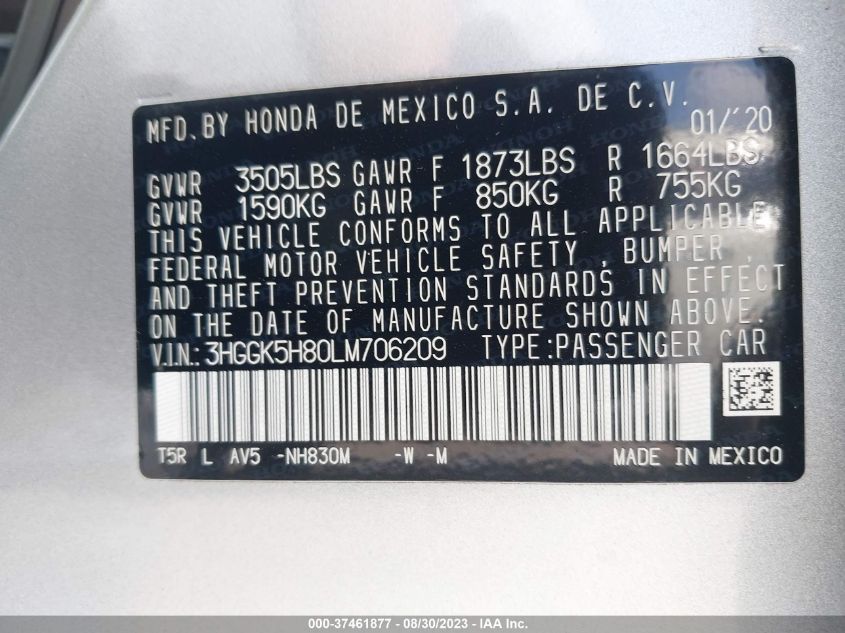 MFD.BY HONDA DE MEXICO S.A. DE C.V.
01/'20
GVWR 3505LBS GAWR F 1873LBS R 1664LBS
GVWR 1590KG GAWR F 850KG R 755KG
THIS VEHICLE CONFORMS TO ALL APPLICABLE
FEDERAL MOTOR VEHICLE SAFETY , BUMPER ,
AND THEFT PREVENTION STANDARDS IN EFFECT
ON THE DATE OF MANUFACTURE SHOWN ABOVE.
V.I.N.: 3HGGK5H80LM706209 TYPE:PASSENGER CAR
T5R L AV5 -NH830M -W -M MADE IN MEXICO
000-37461877 - 08/30/2023 - IAA Inc.